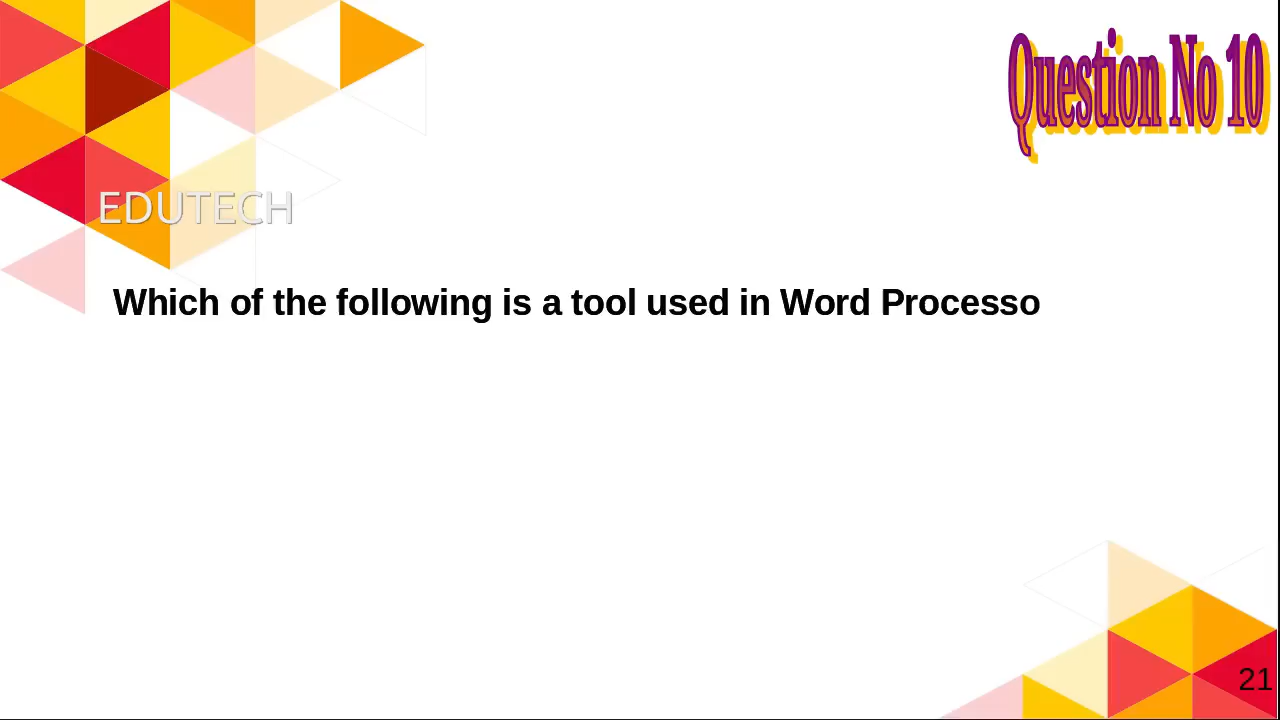 Question No 10
EDUTECH
Which of the following is a tool used in Word Processo
21